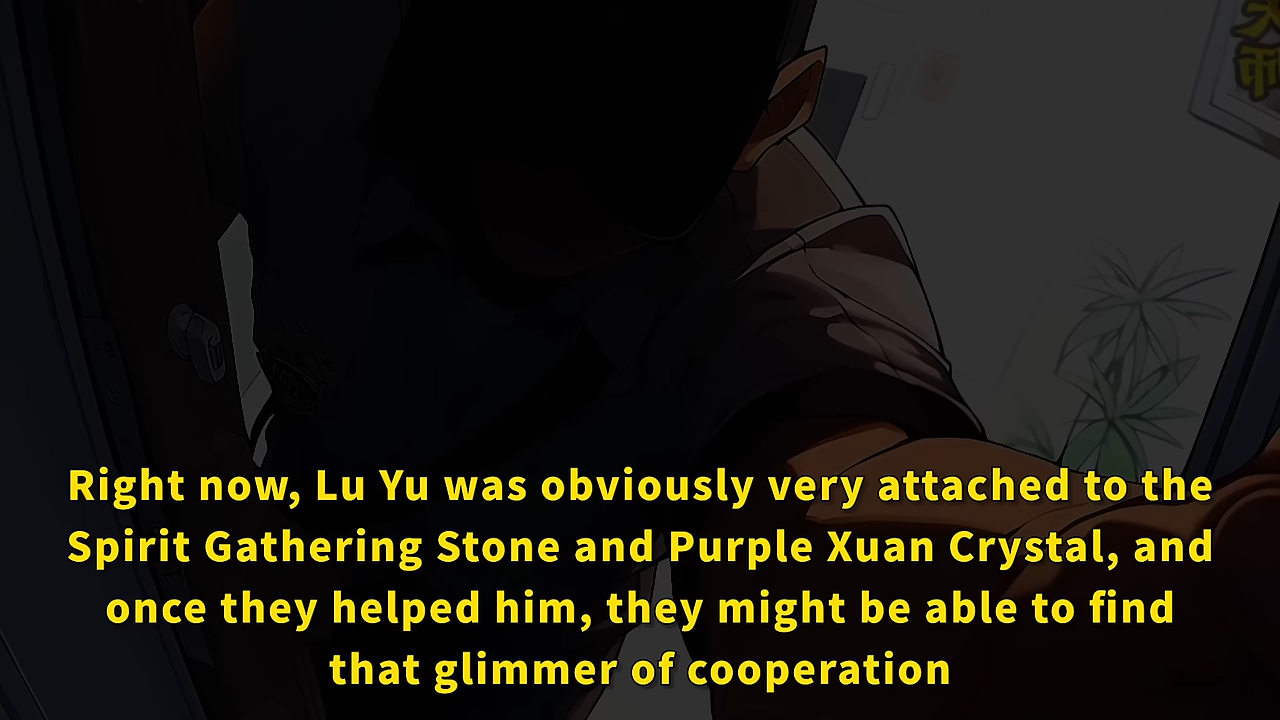 Right now, Lu Yu was obviously very attached to the
Spirit Gathering Stone and Purple Xuan Crystal, and
once they helped him, they might be able to find
that glimmer of cooperation